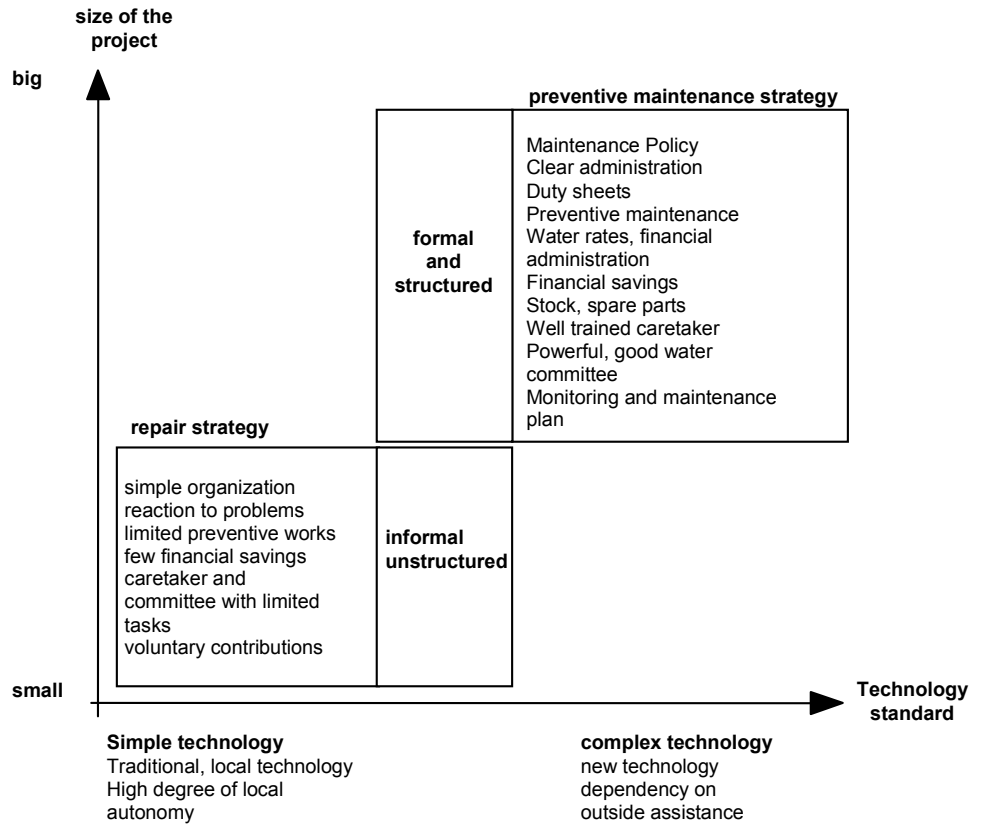 size of the
project
big
preventive maintenance strategy
Maintenance Policy
Clear administration
Duty sheets
Preventive maintenance
Water rates, financial
administration
Financial savings
Stock, spare parts
Well trained caretaker
Powerful, good water
committee
Monitoring and maintenance
plan
formal
and
structured
repair strategy
simple organization
reaction to problems
limited preventive works
few financial savings
caretaker and
committee with limited
tasks
voluntary contributions
informal
unstructured
small
Technology
standard
Simple technology
Traditional, local technology
High degree of local
autonomy
complex technology
new technology
dependency on
outside assistance